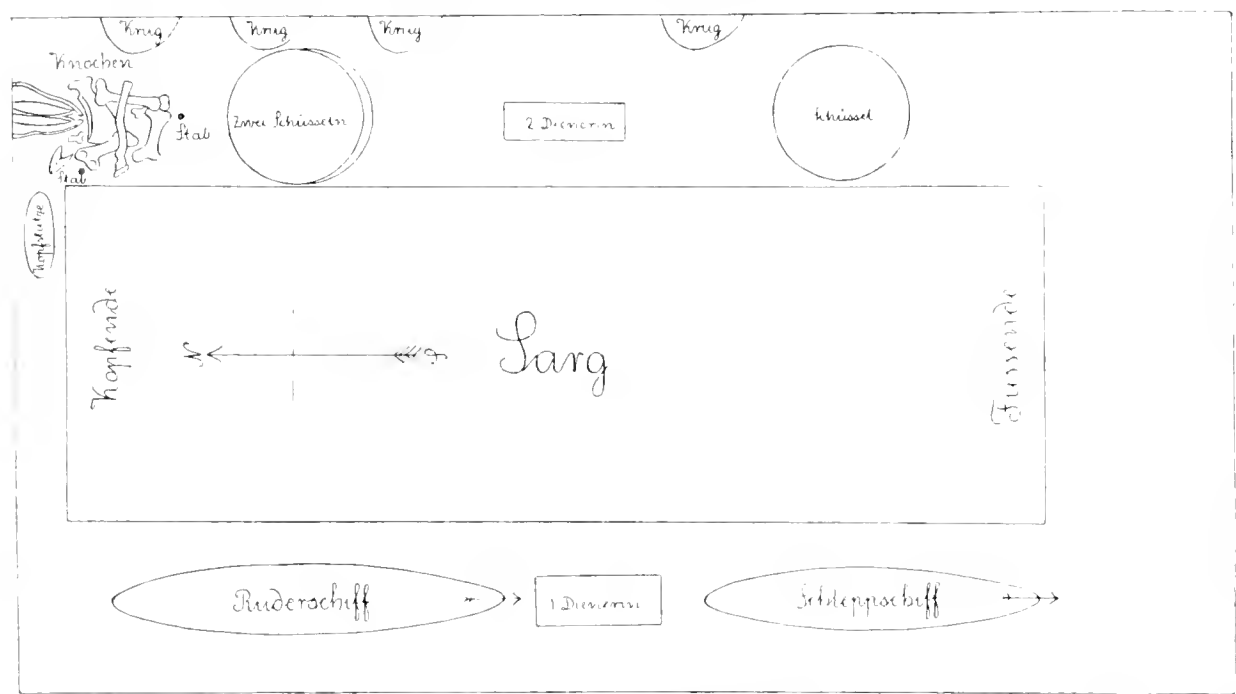 Krug
Krug
Krug
Krug
Knochen
Stab
Zwei Schüsseln
2 Dienerin
Schüssel
Stab
Kopfstütze
Kopfende
N
S
Sarg
Fussende
Ruderschiff
1 Dienerin
Schleppschiff